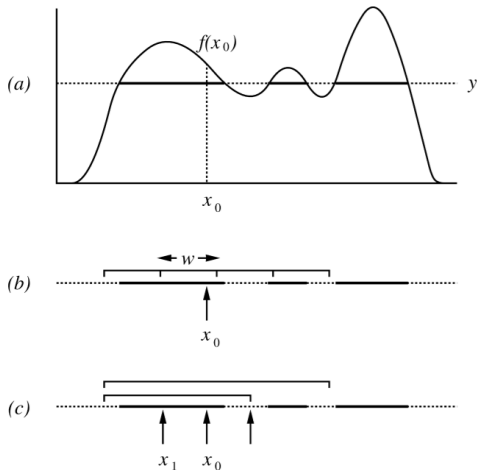 f(x₀)
(a) y
x₀
w
(b)
x₀
(c)
x₁ x₀